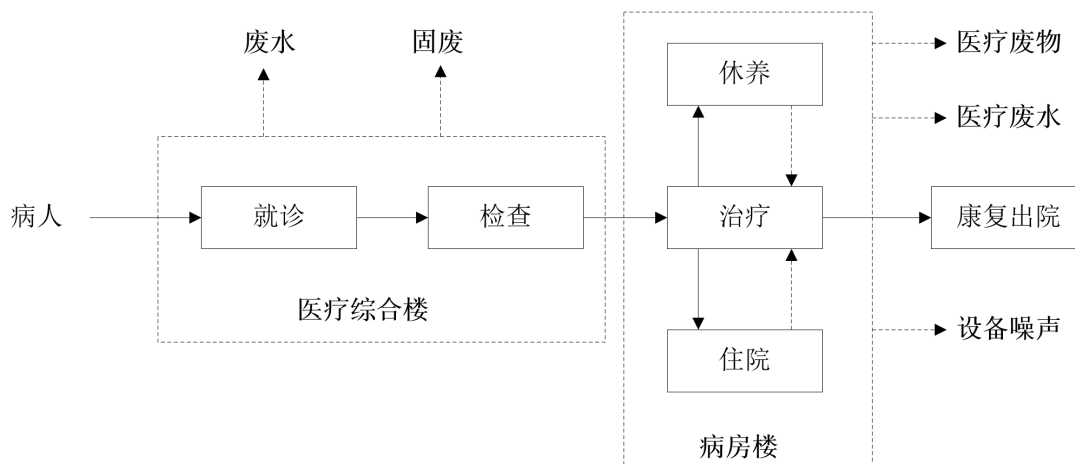 废水
固废
医疗废物
休养
医疗废水
病人
就诊
检查
治疗
康复出院
医疗综合楼
设备噪声
住院
病房楼